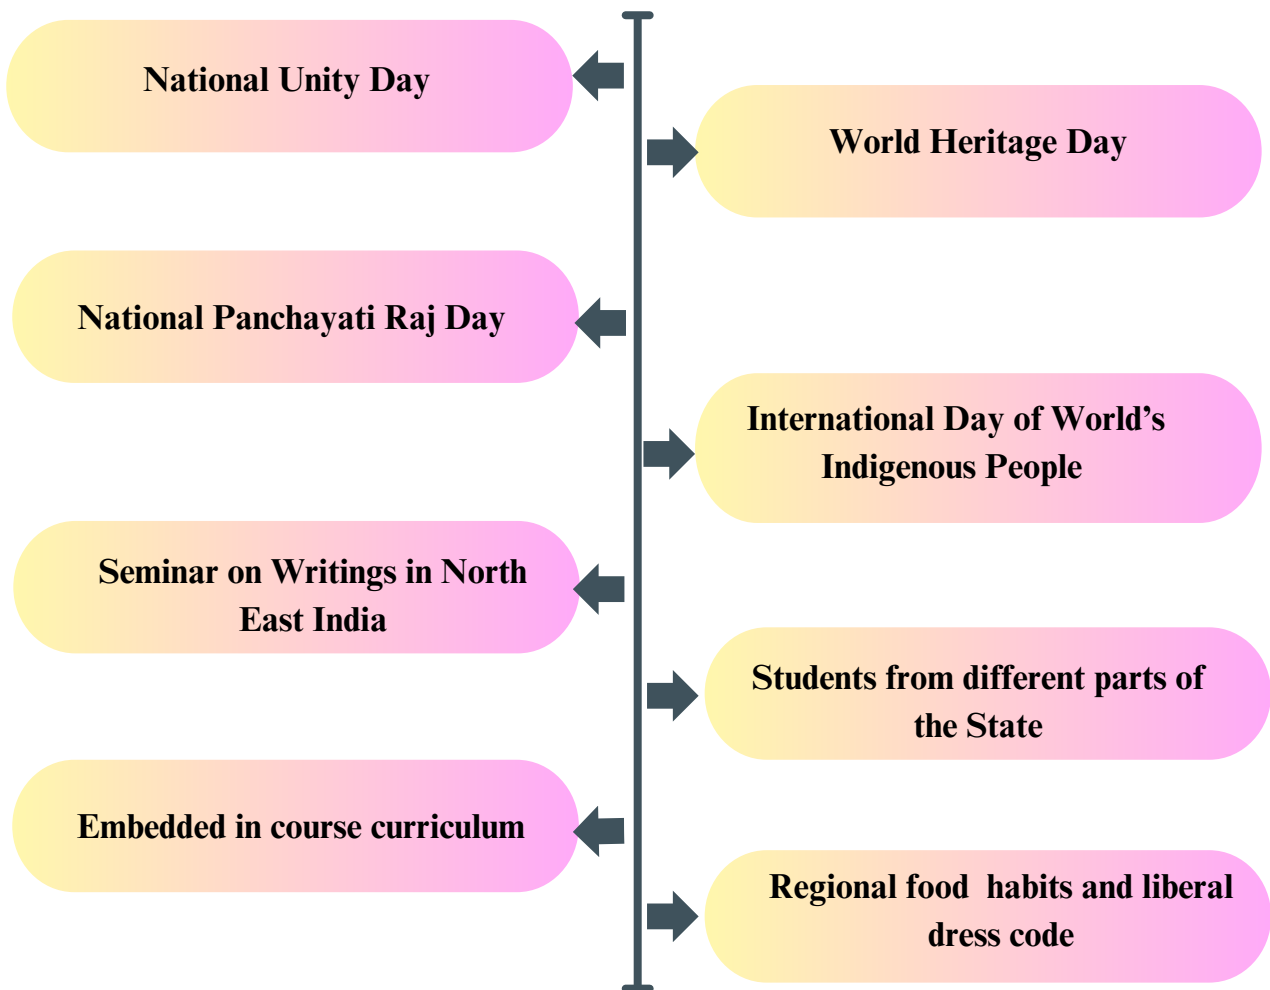 National Unity Day
World Heritage Day
National Panchayati Raj Day
International Day of World’s
Indigenous People
Seminar on Writings in North
East India
Students from different parts of
the State
Embedded in course curriculum
Regional food habits and liberal
dress code